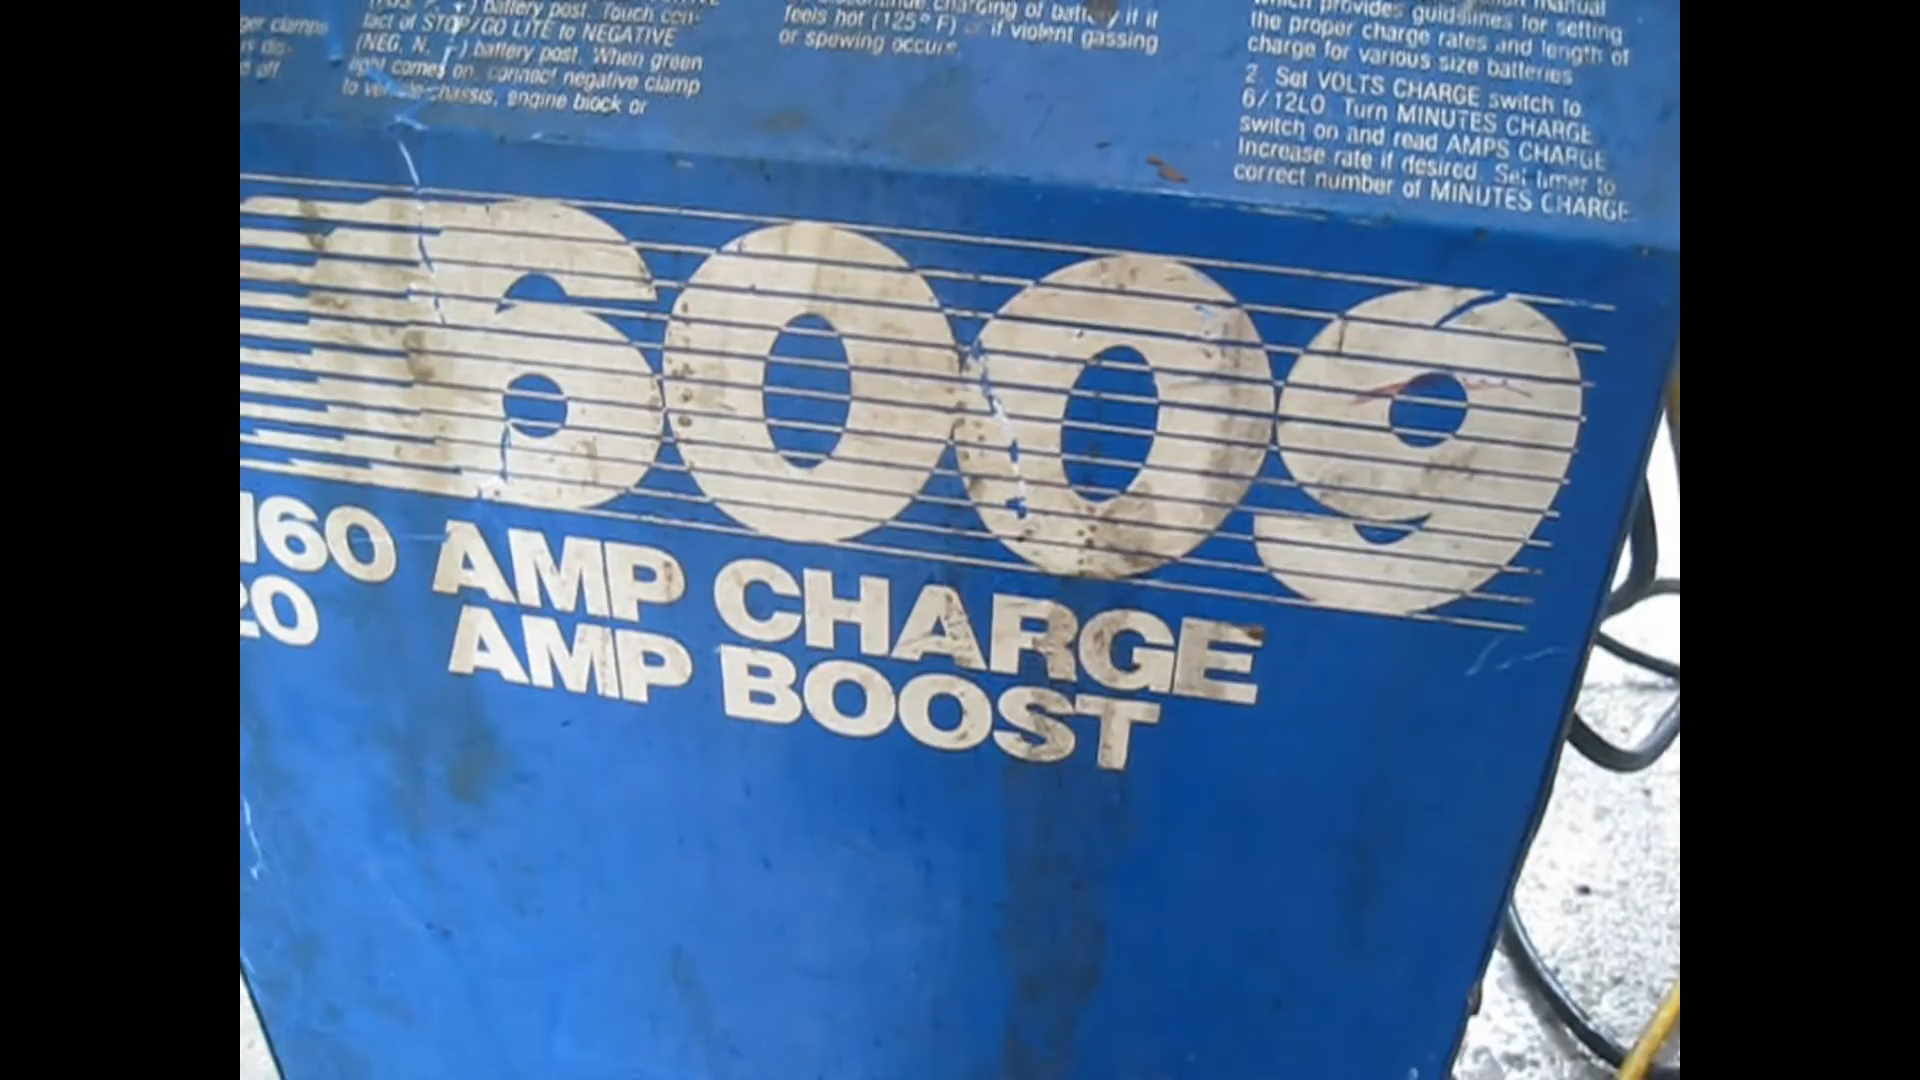 battery post. Touch con-
tact of STOP/GO LITE to NEGATIVE
(NEG, N, -) battery post. When green
light comes on, connect negative clamp
to vehicle chassis, engine block or
ger clamps
dis-
off
charging of battery if it
feels hot (125° F) or if violent gassing
or spewing occurs.
manual
which provides guidelines for setting
the proper charge rates and length of
charge for various size batteries
2. Set VOLTS CHARGE switch to
6/12LO. Turn MINUTES CHARGE
switch on and read AMPS CHARGE
Increase rate if desired. Set timer to
correct number of MINUTES CHARGE
6009
160 AMP CHARGE
20 AMP BOOST